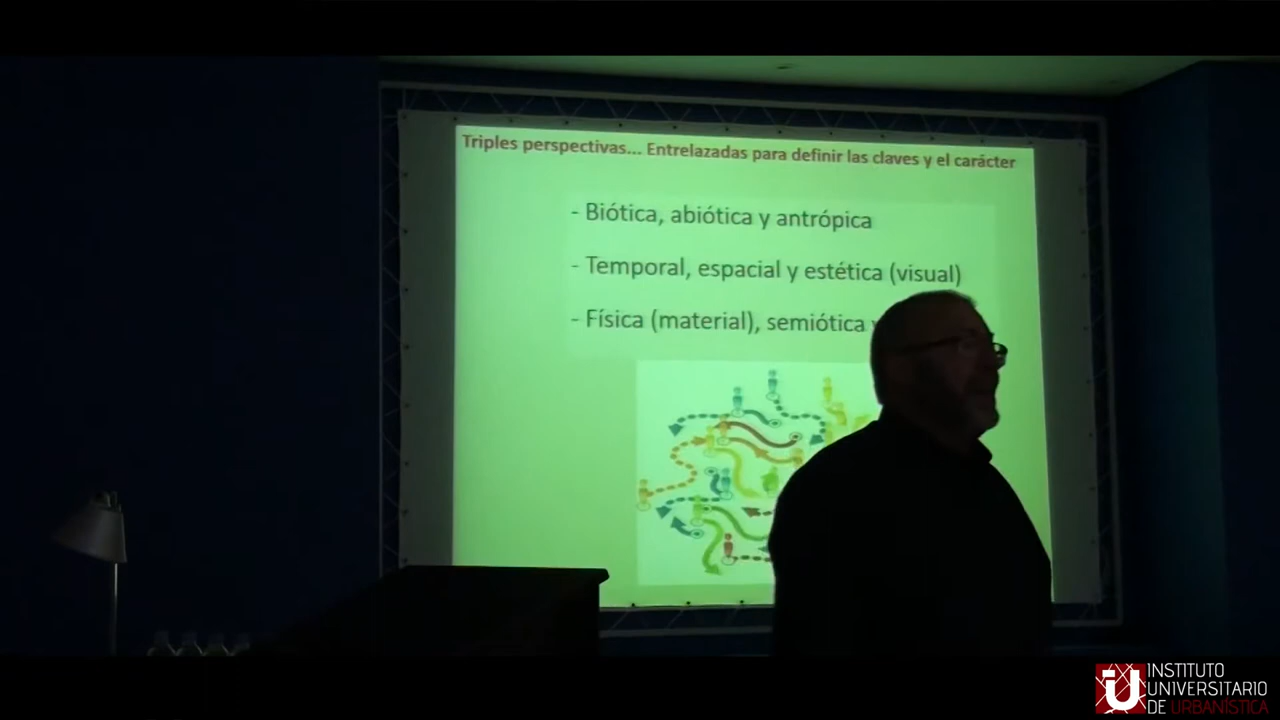 Triples perspectivas... Entrelazadas para definir las claves y el carácter
- Biótica, abiótica y antrópica
- Temporal, espacial y estética (visual)
- Física (material), semiótica
INSTITUTO
UNIVERSITARIO
DE URBANÍSTICA